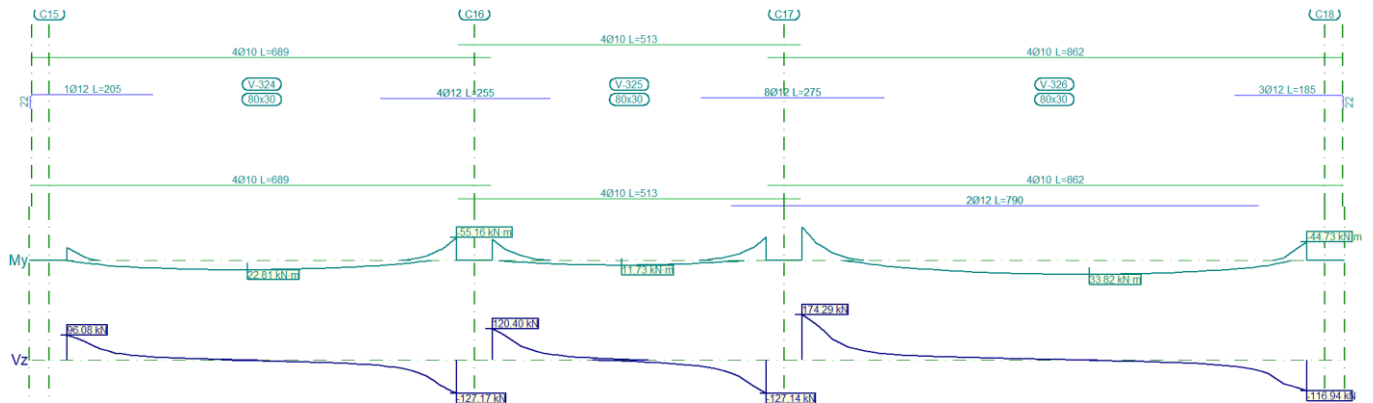 C15 C16 C17 C18
4Ø10 L=513
4Ø10 L=689 4Ø10 L=862
V-324 V-325 V-326
1Ø12 L=205 3Ø12 L=185
22 80x30 4Ø12 L=255 80x30 8Ø12 L=275 80x30 22
4Ø10 L=689 4Ø10 L=513 4Ø10 L=862
2Ø12 L=790
-55.16 kN·m -44.73 kN·m
My
22.81 kN·m 11.73 kN·m 33.82 kN·m
174.29 kN
96.08 kN 120.40 kN
Vz
-127.17 kN -127.14 kN -116.94 kN